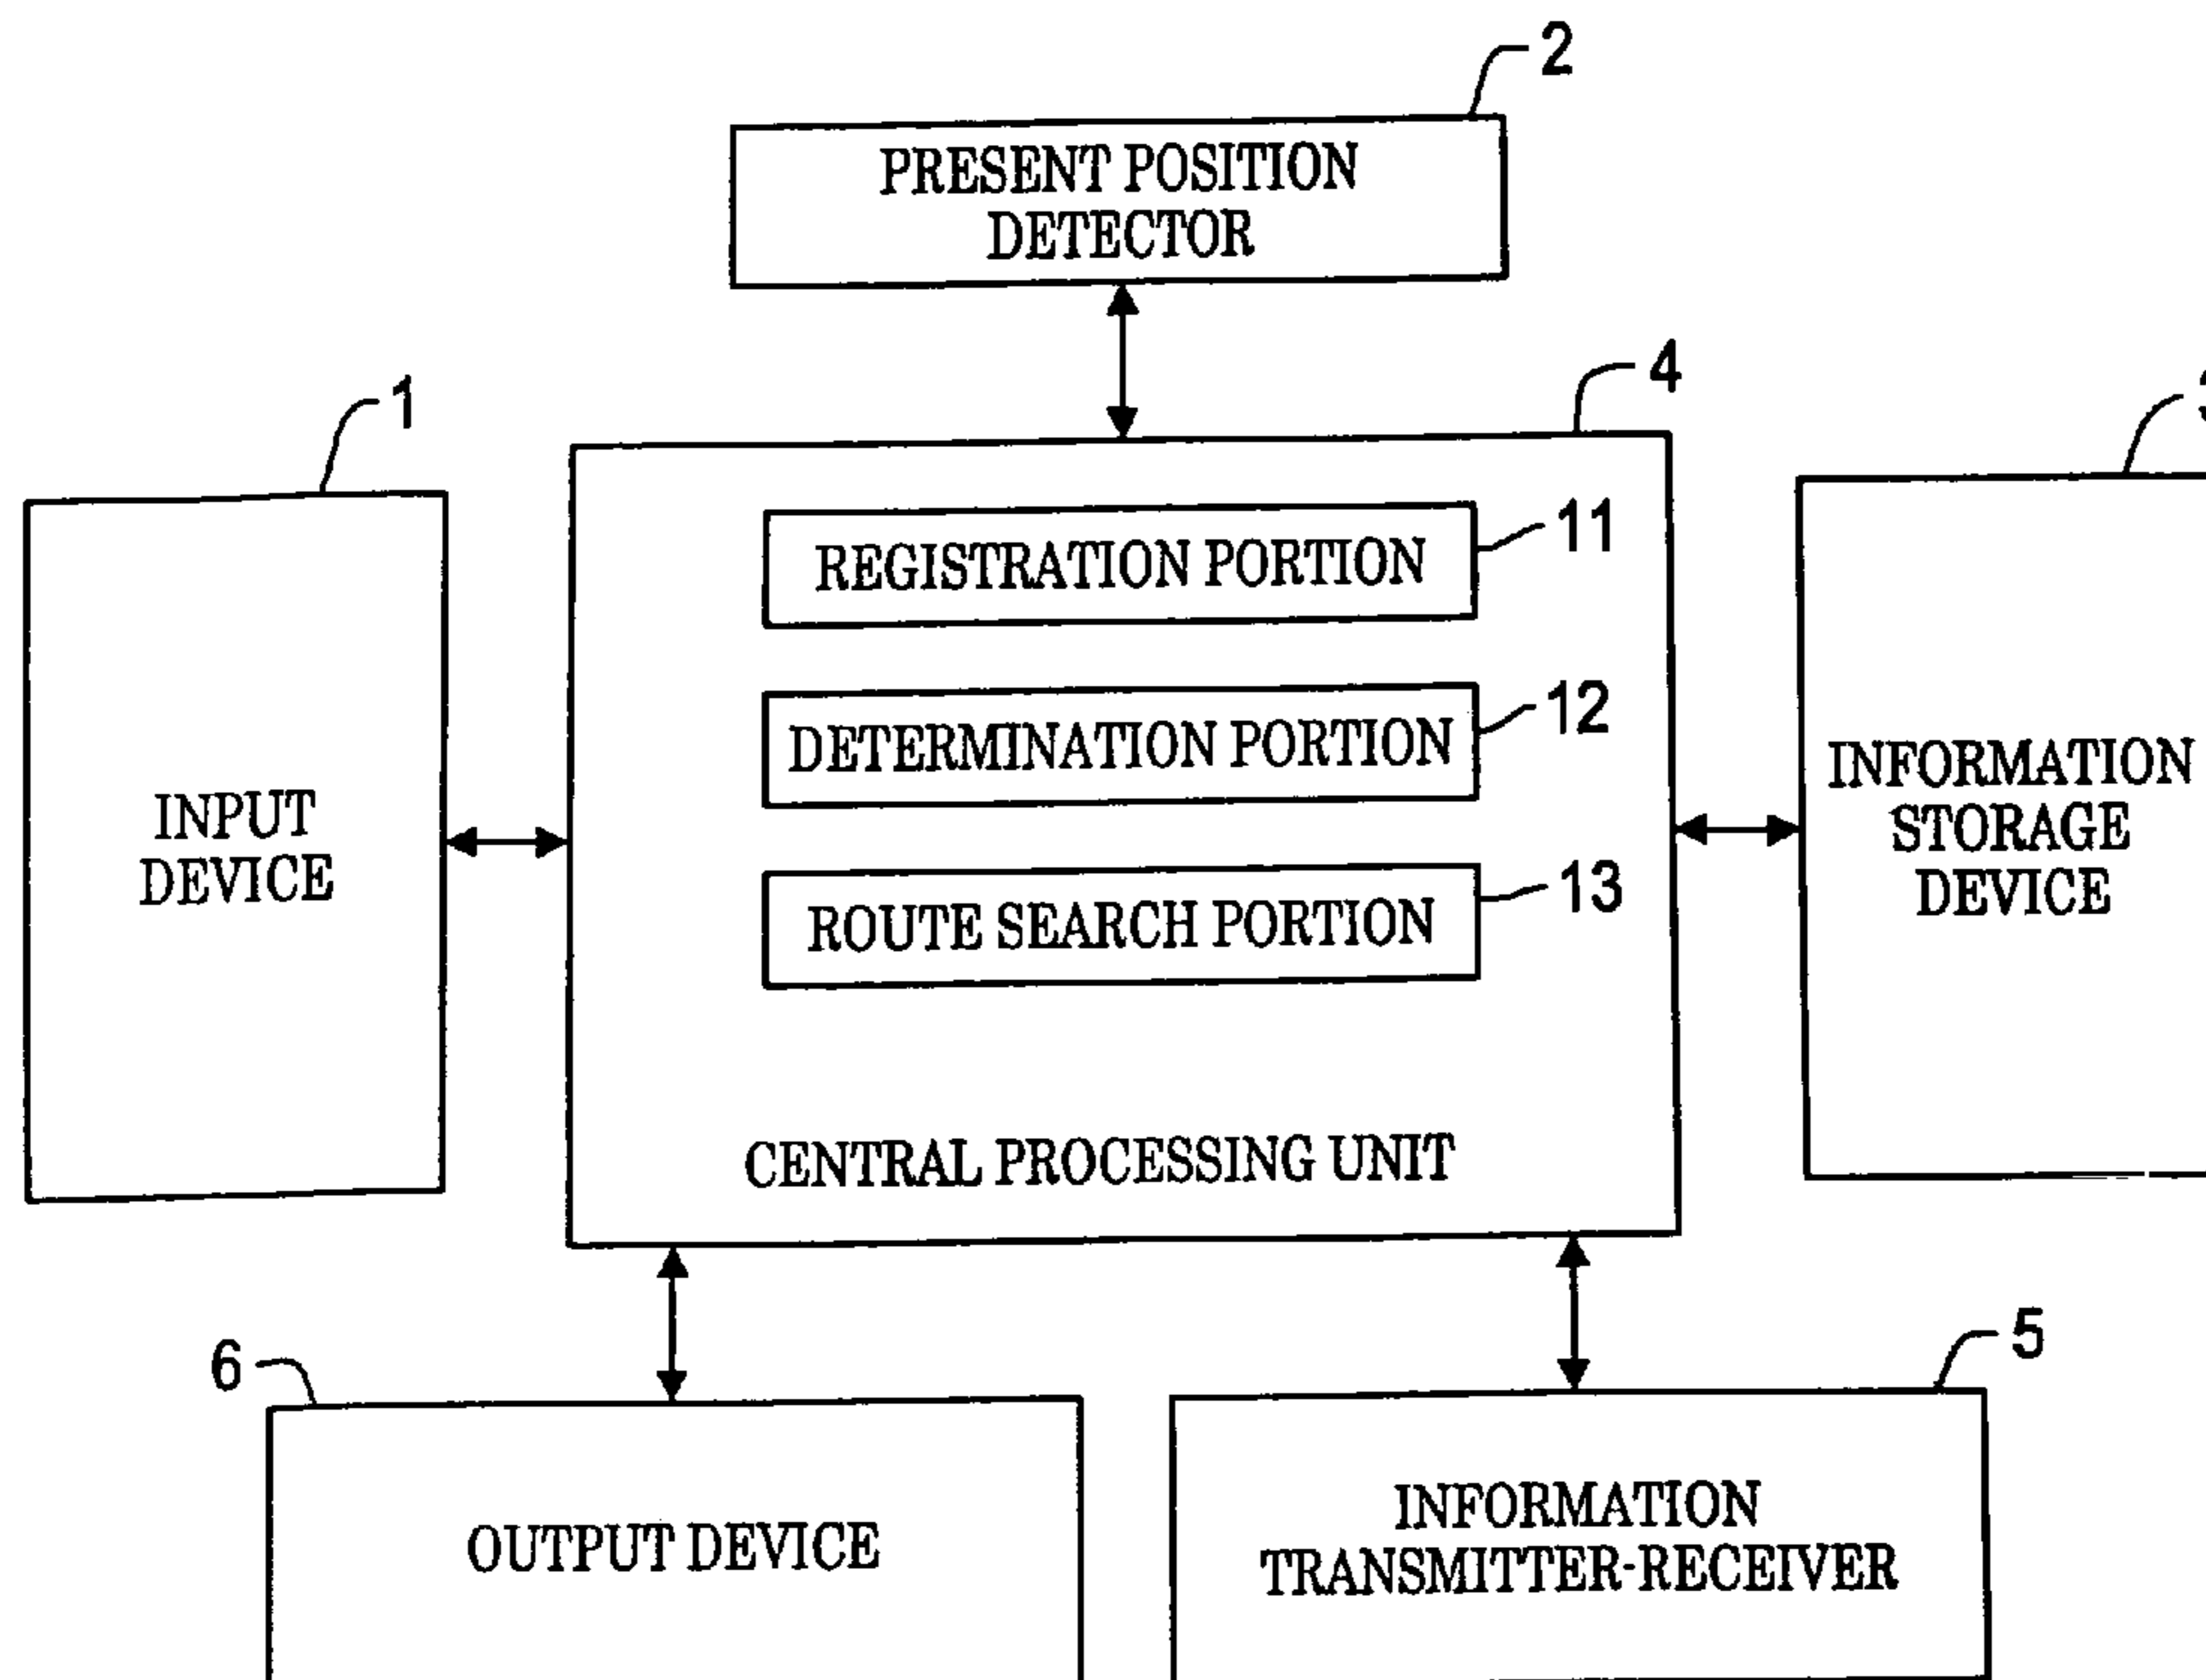 2
PRESENT POSITION
DETECTOR
4
1
11
REGISTRATION PORTION
12
DETERMINATION PORTION
13
ROUTE SEARCH PORTION
INPUT
DEVICE
INFORMATION
STORAGE
DEVICE
CENTRAL PROCESSING UNIT
6
5
OUTPUT DEVICE
INFORMATION
TRANSMITTER-RECEIVER